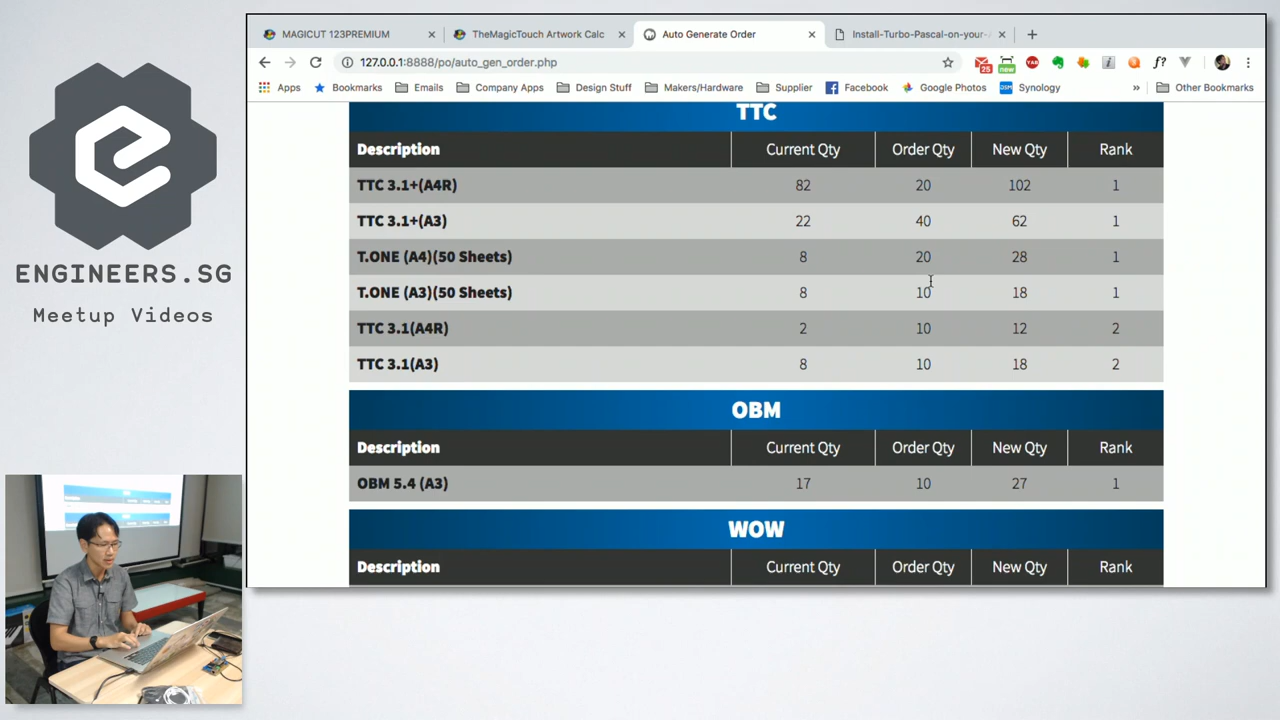 ENGINEERS.SG
Meetup Videos
MAGICUT 123PREMIUM
TheMagicTouch Artwork Calc
Auto Generate Order
Install-Turbo-Pascal-on-your-
127.0.0.1:8888/po/auto_gen_order.php
25
new
YAR
f?
Apps
Bookmarks
Emails
Company Apps
Design Stuff
Makers/Hardware
Supplier
Facebook
Google Photos
DSM
Synology
»
Other Bookmarks
TTC
Description Current Qty Order Qty New Qty Rank
TTC 3.1+(A4R) 82 20 102 1
TTC 3.1+(A3) 22 40 62 1
T.ONE (A4)(50 Sheets) 8 20 28 1
T.ONE (A3)(50 Sheets) 8 10 18 1
TTC 3.1(A4R) 2 10 12 2
TTC 3.1(A3) 8 10 18 2
OBM
Description Current Qty Order Qty New Qty Rank
OBM 5.4 (A3) 17 10 27 1
WOW
Description Current Qty Order Qty New Qty Rank